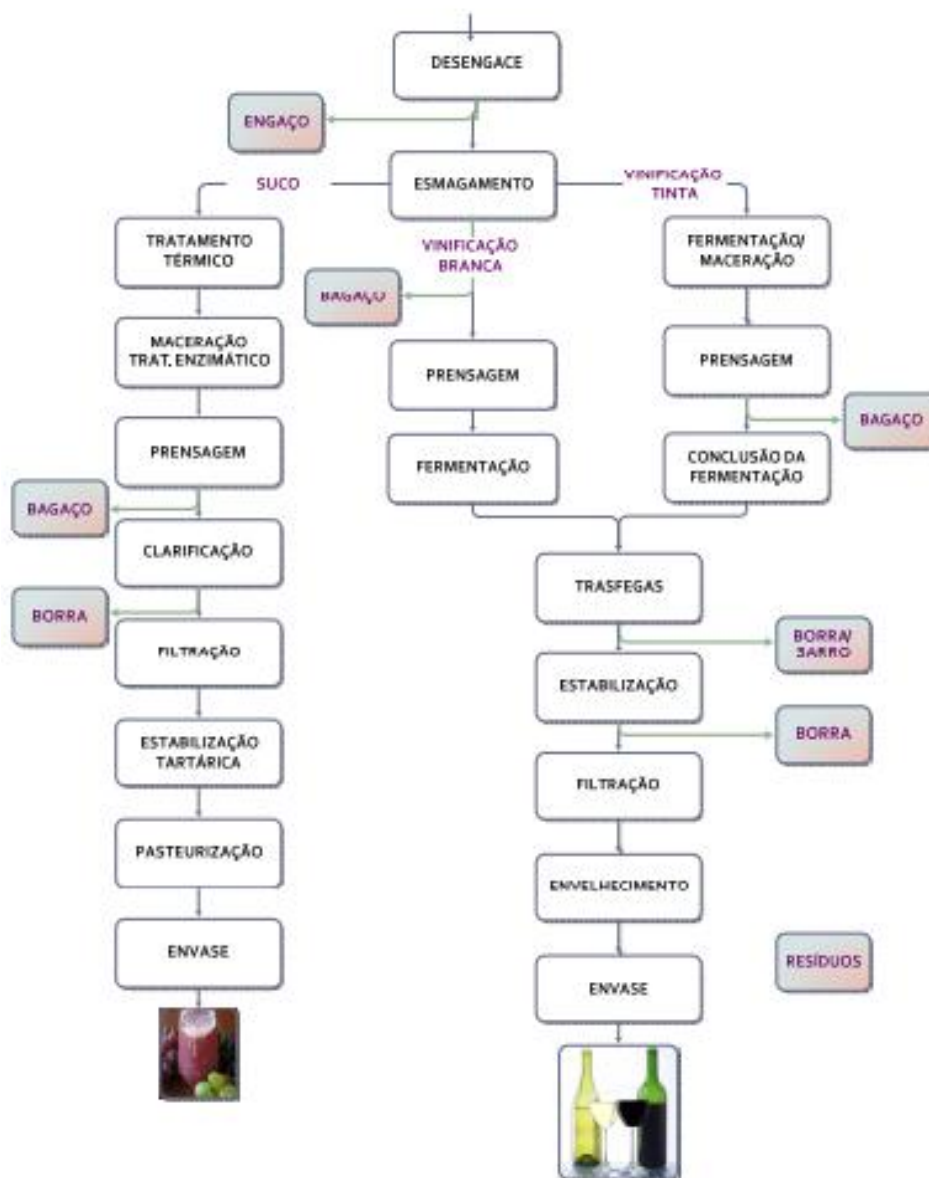 DESENGACE
ENGAÇO
SUCO
ESMAGAMENTO
VINIFICAÇÃO
TINTA
TRATAMENTO
TÉRMICO
VINIFICAÇÃO
BRANCA
FERMENTAÇÃO/
MACERAÇÃO
BAGAÇO
MACERAÇÃO
TRAT. ENZIMÁTICO
PRENSAGEM
PRENSAGEM
BAGAÇO
PRENSAGEM
FERMENTAÇÃO
CONCLUSÃO DA
FERMENTAÇÃO
BAGAÇO
CLARIFICAÇÃO
TRASFEGAS
BORRA
BORRA/
SARRO
FILTRAÇÃO
ESTABILIZAÇÃO
BORRA
ESTABILIZAÇÃO
TARTÁRICA
FILTRAÇÃO
PASTEURIZAÇÃO
ENVELHECIMENTO
ENVASE
RESÍDUOS
ENVASE